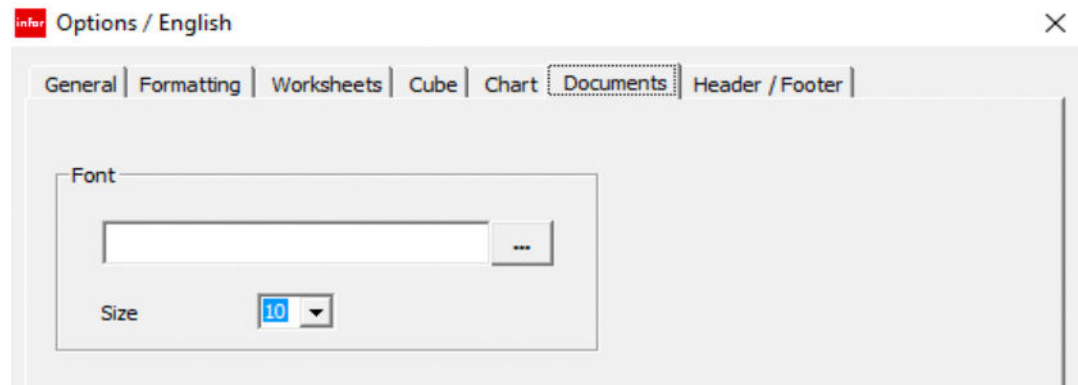 infor Options / English
General Formatting Worksheets Cube Chart Documents Header / Footer
Font
...
Size 10